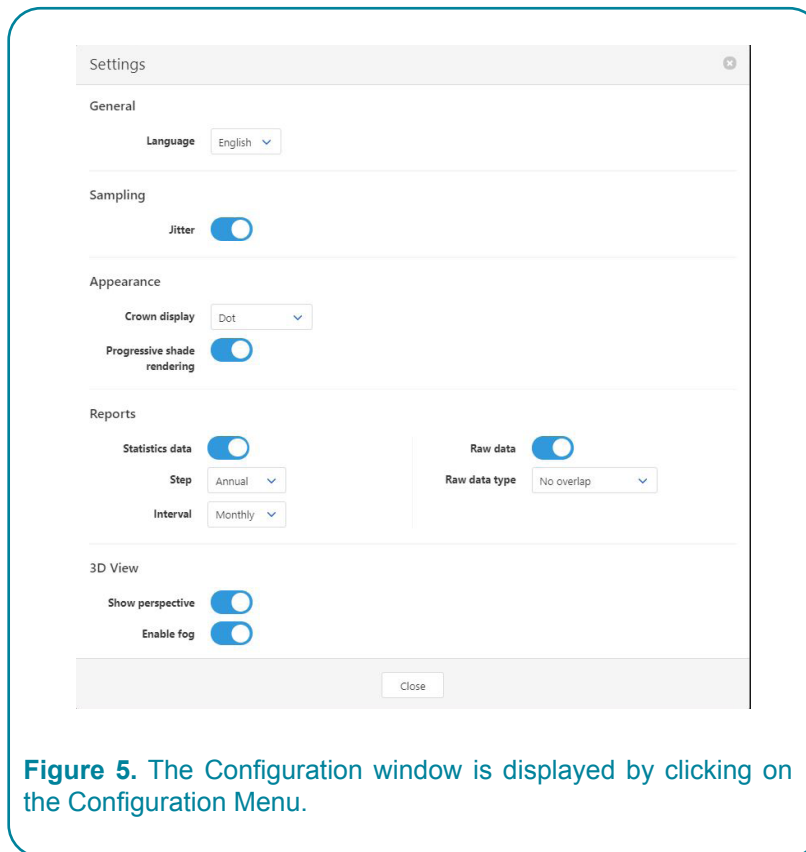 Settings
General
Language English
Sampling
Jitter
Appearance
Crown display Dot
Progressive shade
rendering
Reports
Statistics data
Step Annual
Interval Monthly
Raw data
Raw data type No overlap
3D View
Show perspective
Enable fog
Close
Figure 5. The Configuration window is displayed by clicking on
the Configuration Menu.